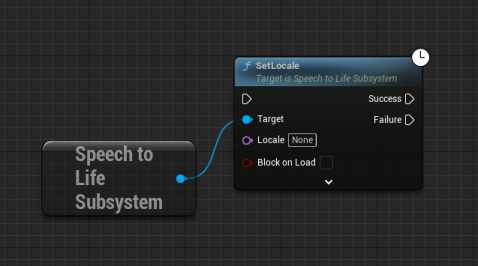 SetLocale
Target is Speech to Life Subsystem
Success
Target
Failure
Locale None
Block on Load
Speech to
Life
Subsystem